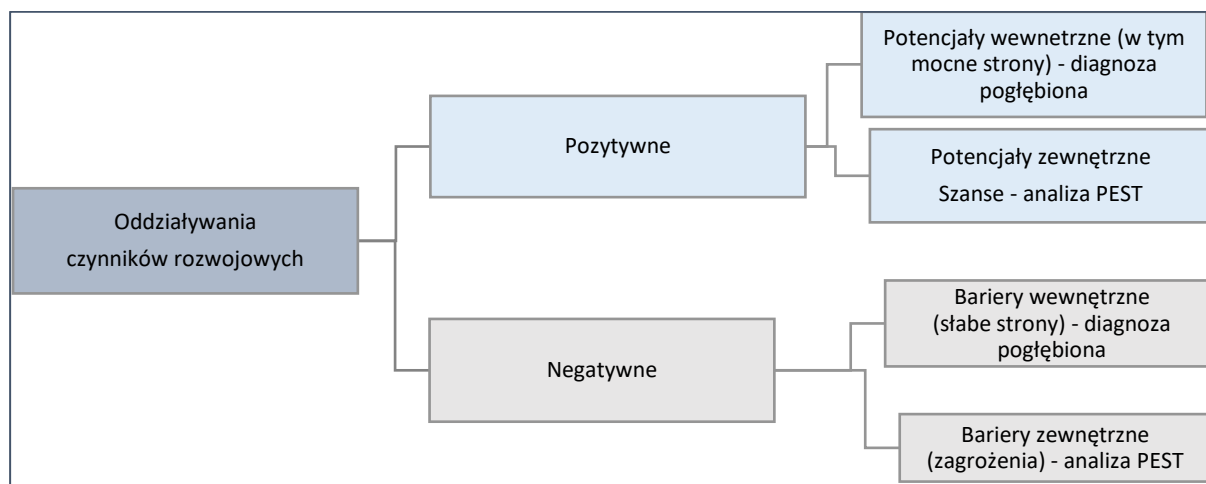 Potencjały wewnetrzne (w tym
mocne strony) - diagnoza
pogłębiona
Pozytywne
Potencjały zewnętrzne
Szanse - analiza PEST
Oddziaływania
czynników rozwojowych
Bariery wewnętrzne
(słabe strony) - diagnoza
pogłębiona
Negatywne
Bariery zewnętrzne
(zagrożenia) - analiza PEST